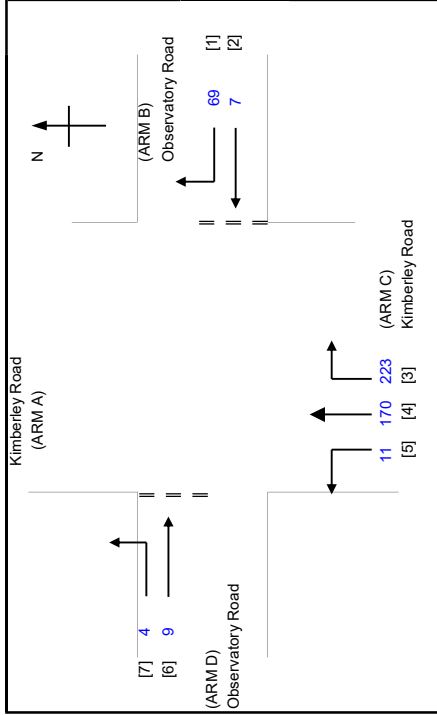 Kimberley Road
(ARM A)
N
(ARM B)
Observatory Road
69 [1]
7 [2]
[7] 4
[6] 9
(ARM D)
Observatory Road
11 170 223 (ARM C)
[5] [4] [3] Kimberley Road